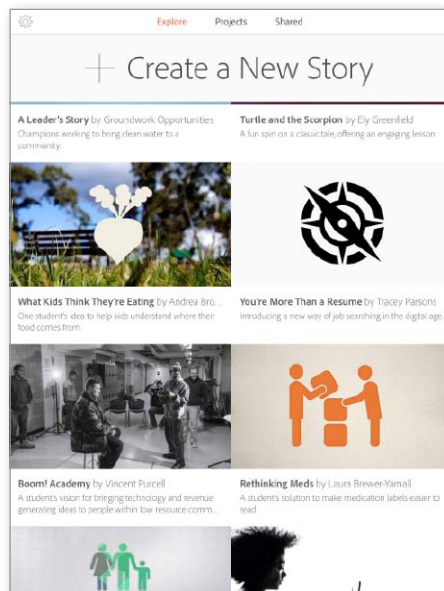 Explore Projects Shared
+ Create a New Story
A Leader's Story by Groundwork Opportunities
Champions working to bring clean water to a
community.
Turtle and the Scorpion by Ely Greenfield
A fun spin on a classic tale, offering an engaging lesson.
What Kids Think They're Eating by Andrea Bro...
One student's idea to help kids understand where their
food comes from.
You're More Than a Resume by Tracey Parsons
Introducing a new way of job searching in the digital age.
Boom! Academy by Vincent Purcell
A student's vision for bringing technology and revenue
generating ideas to people within low resource comm...
Rethinking Meds by Laura Brewer-Yarnall
A student's solution to make medication labels easier to
read.